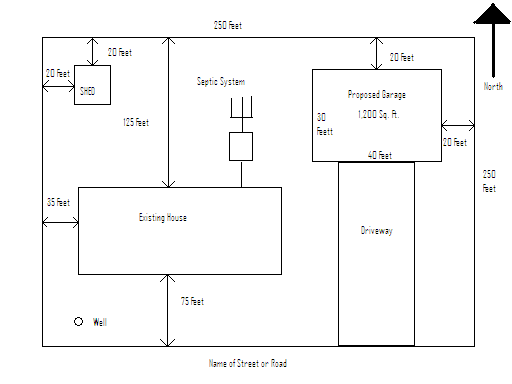 250 Feet
20 Feet
20 Feet
SHED
Septic System
20 Feet
North
Proposed Garage
1,200 Sq. Ft.
30
Feett
125 Feet
20 Feet
40 Feet
250
Feet
35 Feet
Existing House
Driveway
75 Feet
Well
Name of Street or Road